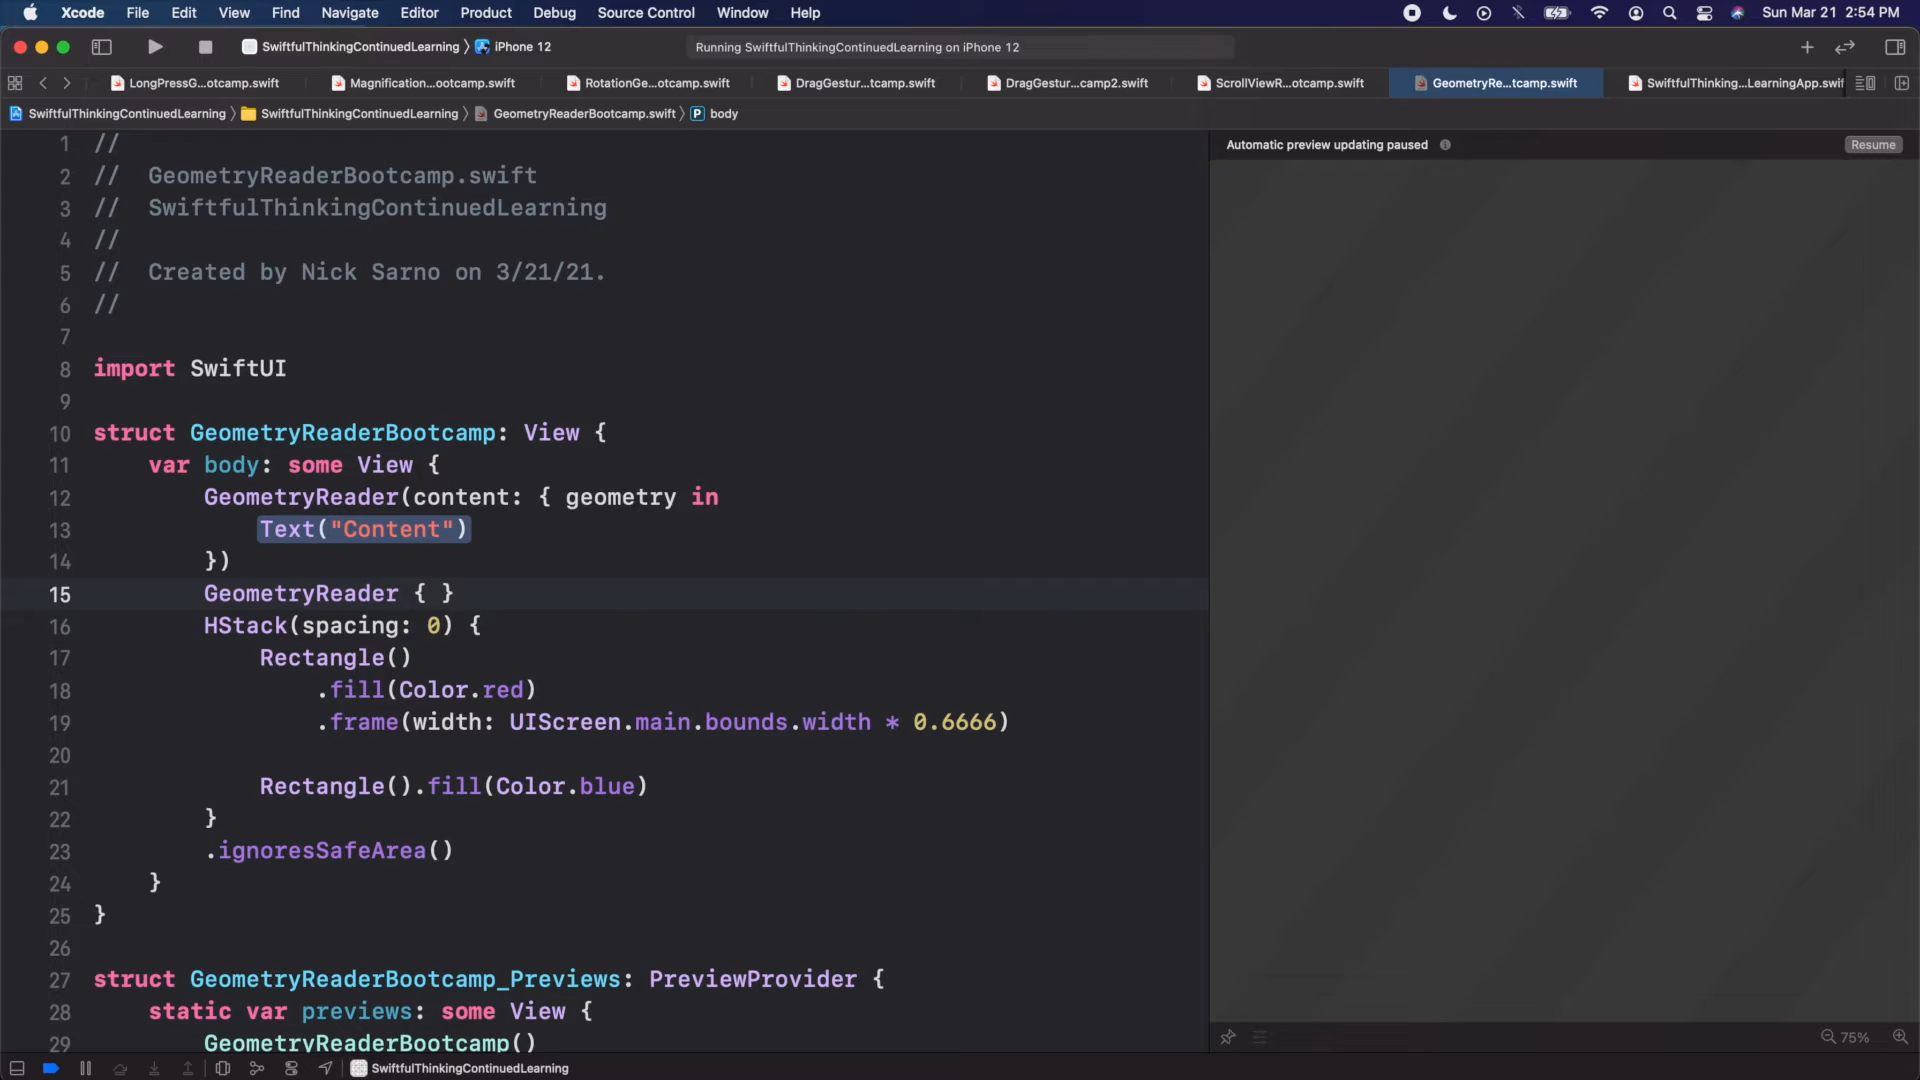 Xcode File Edit View Find Navigate Editor Product Debug Source Control Window Help Sun Mar 21 2:54 PM
SwiftfulThinkingContinuedLearning 〉 iPhone 12 Running SwiftfulThinkingContinuedLearning on iPhone 12
LongPressG...otcamp.swift Magnification...ootcamp.swift RotationGe...otcamp.swift DragGestur...tcamp.swift DragGestur...camp2.swift ScrollViewR...otcamp.swift GeometryRe...tcamp.swift SwiftfulThinking...LearningApp.swift
SwiftfulThinkingContinuedLearning 〉 SwiftfulThinkingContinuedLearning 〉 GeometryReaderBootcamp.swift 〉 P body
Automatic preview updating paused Resume
1 //
2 //  GeometryReaderBootcamp.swift
3 //  SwiftfulThinkingContinuedLearning
4 //
5 //  Created by Nick Sarno on 3/21/21.
6 //
7
8 import SwiftUI
9
10 struct GeometryReaderBootcamp: View {
11     var body: some View {
12         GeometryReader(content: { geometry in
13             Text("Content")
14         })
15         GeometryReader { }
16         HStack(spacing: 0) {
17             Rectangle()
18                 .fill(Color.red)
19                 .frame(width: UIScreen.main.bounds.width * 0.6666)
20
21             Rectangle().fill(Color.blue)
22         }
23         .ignoresSafeArea()
24     }
25 }
26
27 struct GeometryReaderBootcamp_Previews: PreviewProvider {
28     static var previews: some View {
29         GeometryReaderBootcamp()
75%
SwiftfulThinkingContinuedLearning